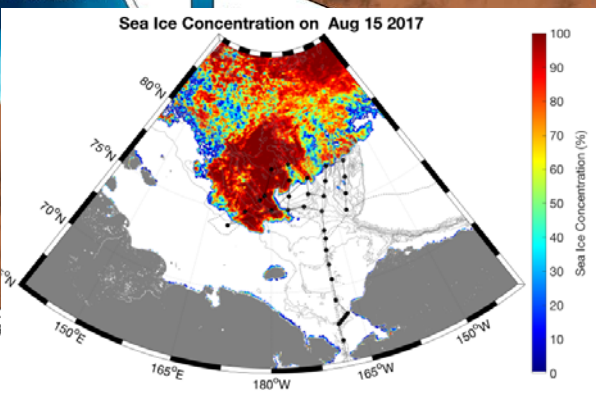 Sea Ice Concentration on Aug 15 2017
80°N
75°N
70°N
°N
150°E
165°E
180°W
165°W
150°W
100
90
80
70
60
50
40
30
20
10
0
Sea Ice Concentration (%)